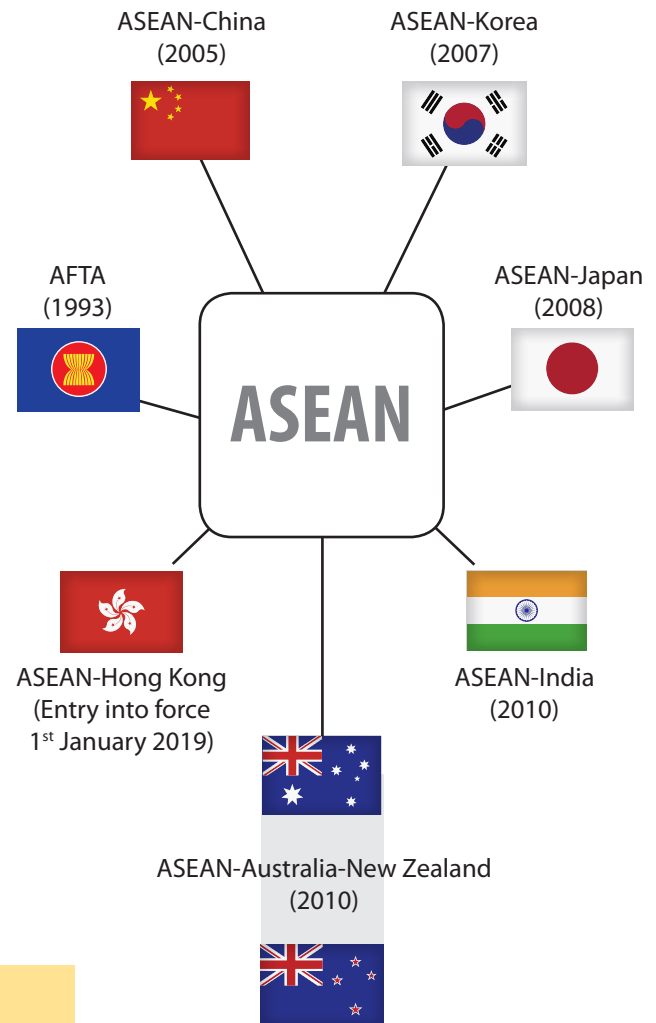 ASEAN-China
(2005)
ASEAN-Korea
(2007)
AFTA
(1993)
ASEAN-Japan
(2008)
ASEAN
ASEAN-Hong Kong
(Entry into force
1st January 2019)
ASEAN-India
(2010)
ASEAN-Australia-New Zealand
(2010)